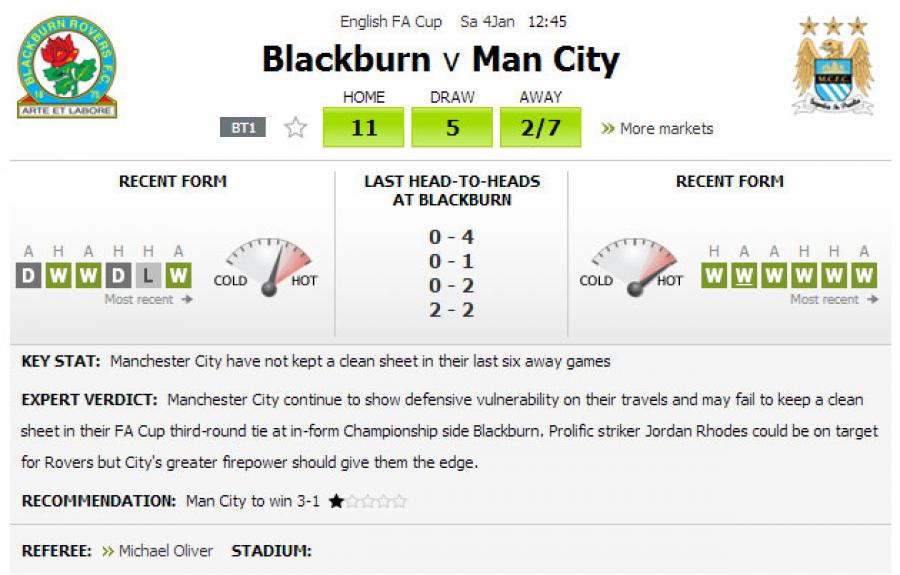 English FA Cup Sa 4Jan 12:45
Blackburn v Man City
HOME DRAW AWAY
BT1 11 5 2/7 » More markets
BLACKBURN ROVERS F.C.
18 75
ARTE ET LABORE
M.C.F.C.
RECENT FORM
A H A H H A
D W W D L W
Most recent →
COLD HOT
LAST HEAD-TO-HEADS
AT BLACKBURN
0 - 4
0 - 1
0 - 2
2 - 2
RECENT FORM
COLD HOT
H A A H H A
W W W W W W
Most recent →
KEY STAT: Manchester City have not kept a clean sheet in their last six away games
EXPERT VERDICT: Manchester City continue to show defensive vulnerability on their travels and may fail to keep a clean
sheet in their FA Cup third-round tie at in-form Championship side Blackburn. Prolific striker Jordan Rhodes could be on target
for Rovers but City's greater firepower should give them the edge.
RECOMMENDATION: Man City to win 3-1 ★☆☆☆☆
REFEREE: » Michael Oliver STADIUM: